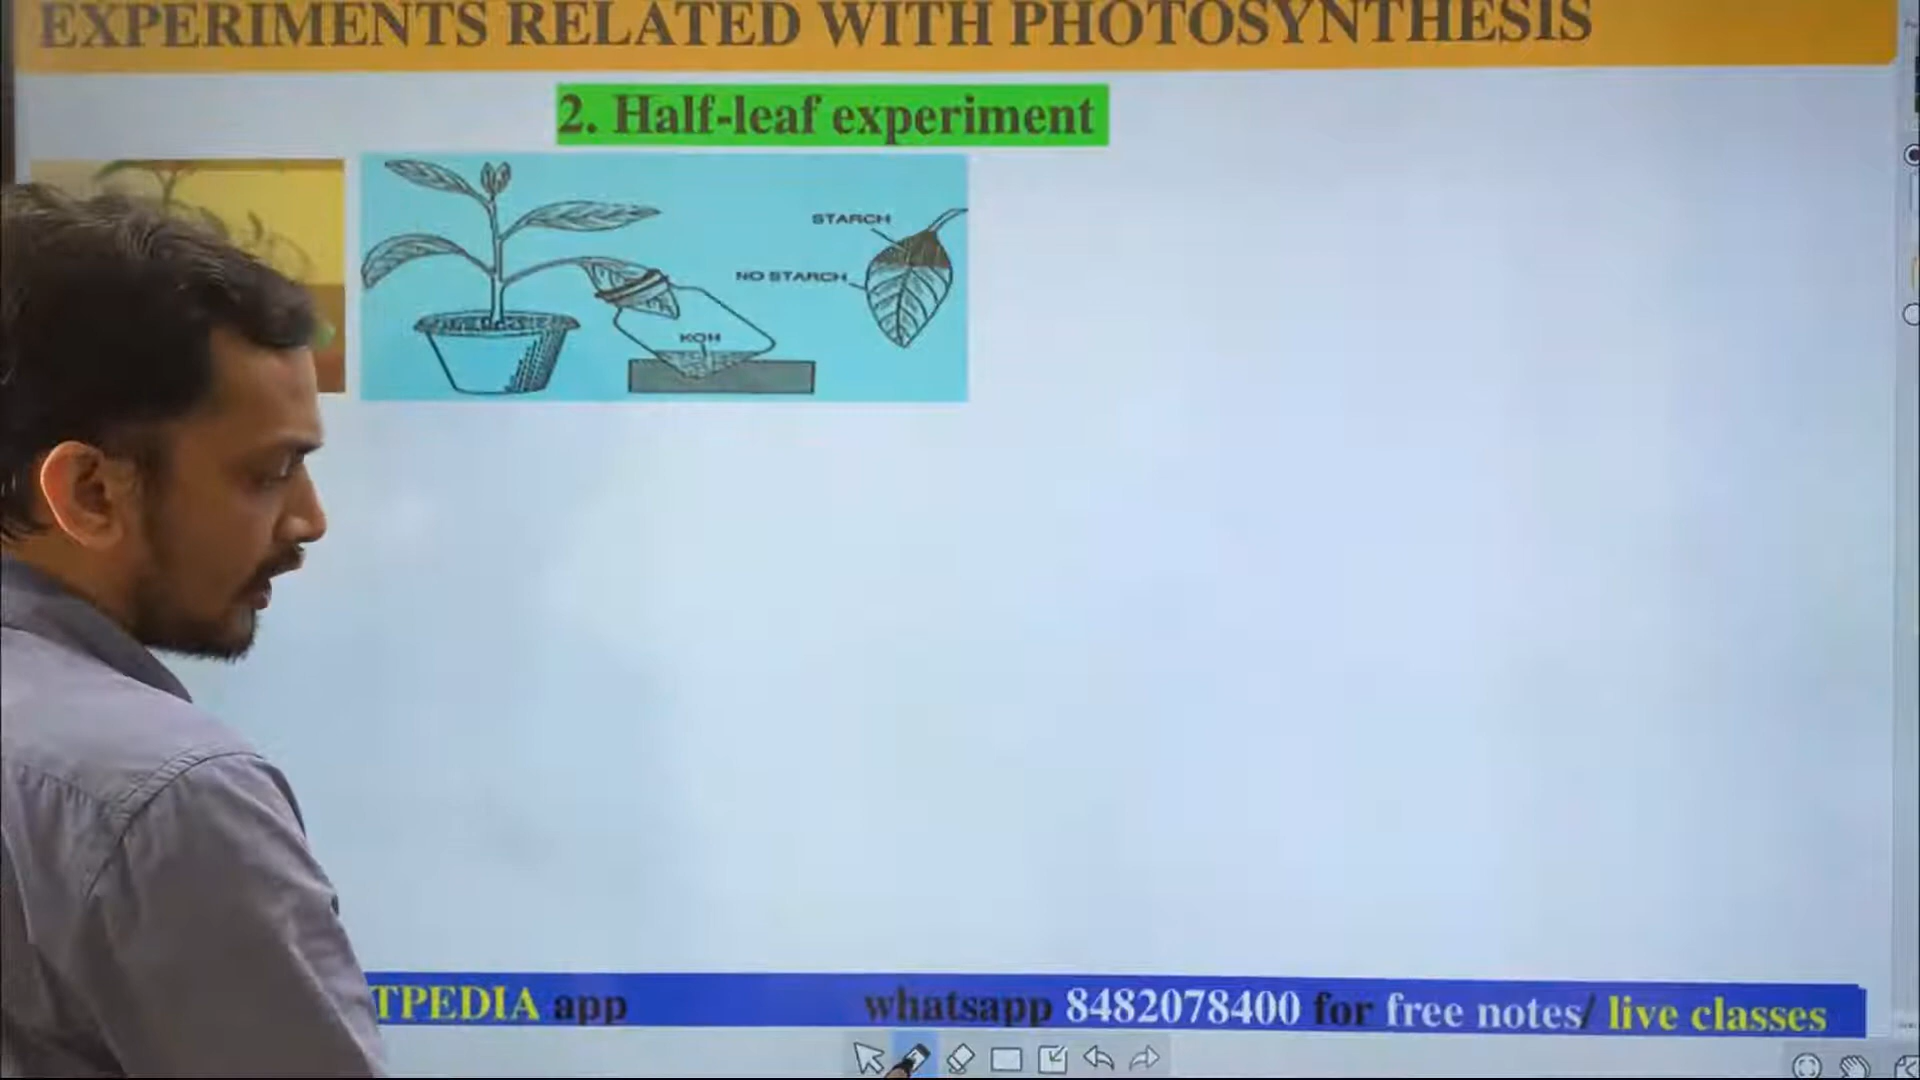 EXPERIMENTS RELATED WITH PHOTOSYNTHESIS
2. Half-leaf experiment
STARCH
NO STARCH
KOH
TPEDIA app whatsapp 8482078400 for free notes/ live classes